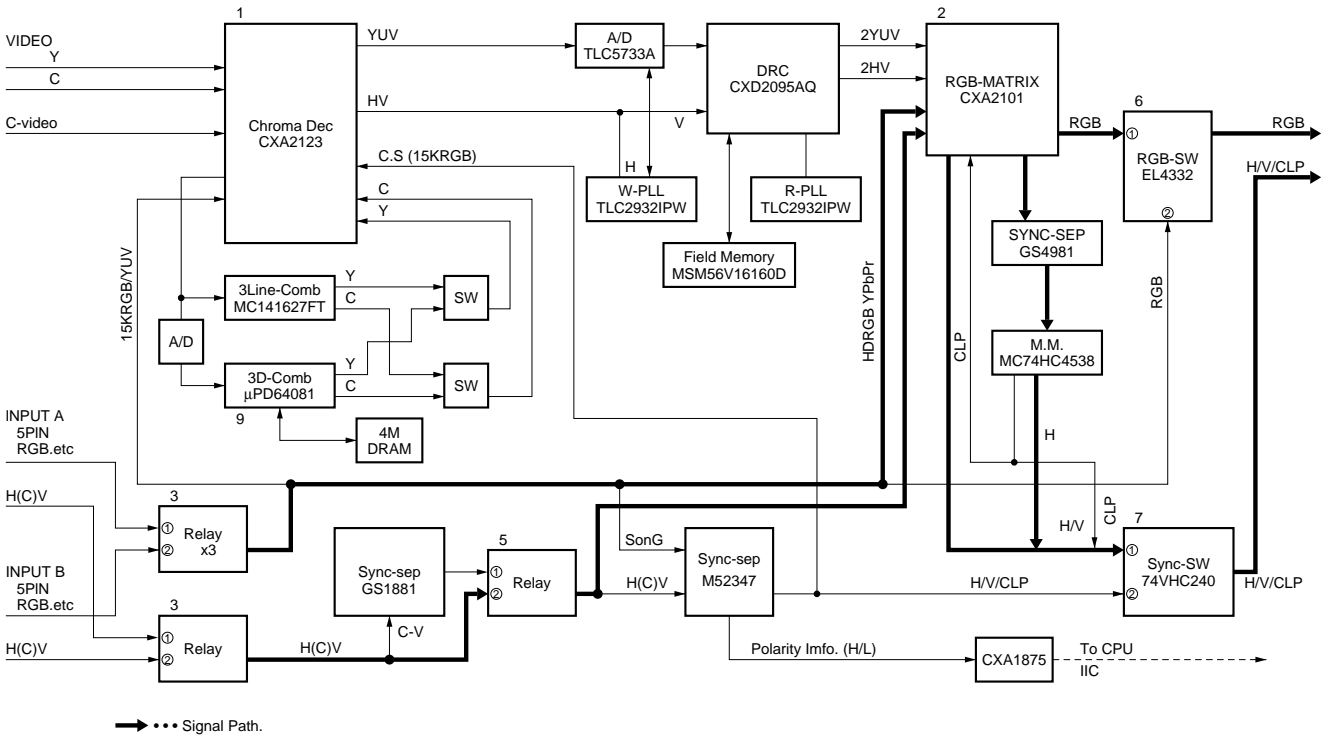 1
2
VIDEO
Y
C
C-video
YUV
A/D
TLC5733A
DRC
CXD2095AQ
2YUV
2HV
RGB-MATRIX
CXA2101
6
HV
V
Chroma Dec
CXA2123
RGB
①
RGB-SW
EL4332
②
RGB
H/V/CLP
C.S (15KRGB)
C
Y
H
W-PLL
TLC2932IPW
R-PLL
TLC2932IPW
Field Memory
MSM56V16160D
SYNC-SEP
GS4981
15KRGB/YUV
3Line-Comb
MC141627FT
Y
C
SW
A/D
3D-Comb
µPD64081
Y
C
SW
9
4M
DRAM
HDRGB YPbPr
CLP
M.M.
MC74HC4538
RGB
H
INPUT A
5PIN
RGB.etc
H(C)V
3
①
②
Relay
x3
INPUT B
5PIN
RGB.etc
3
①
②
Relay
H(C)V
H(C)V
Sync-sep
GS1881
C-V
5
①
②
Relay
SonG
H(C)V
Sync-sep
M52347
H/V
CLP
7
①
②
Sync-SW
74VHC240
H/V/CLP
H/V/CLP
Polarity Imfo. (H/L)
CXA1875
To CPU
IIC
• • • Signal Path.